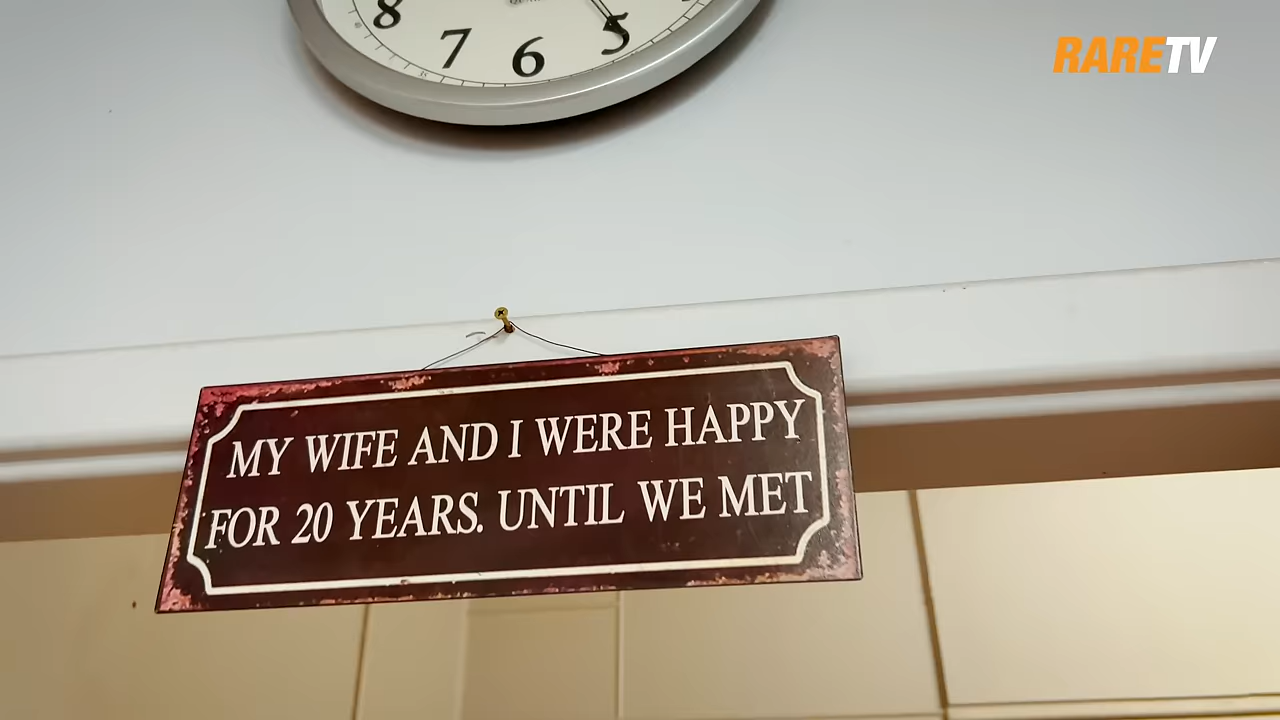 RARETV
8 7 6 5
MY WIFE AND I WERE HAPPY
FOR 20 YEARS. UNTIL WE MET